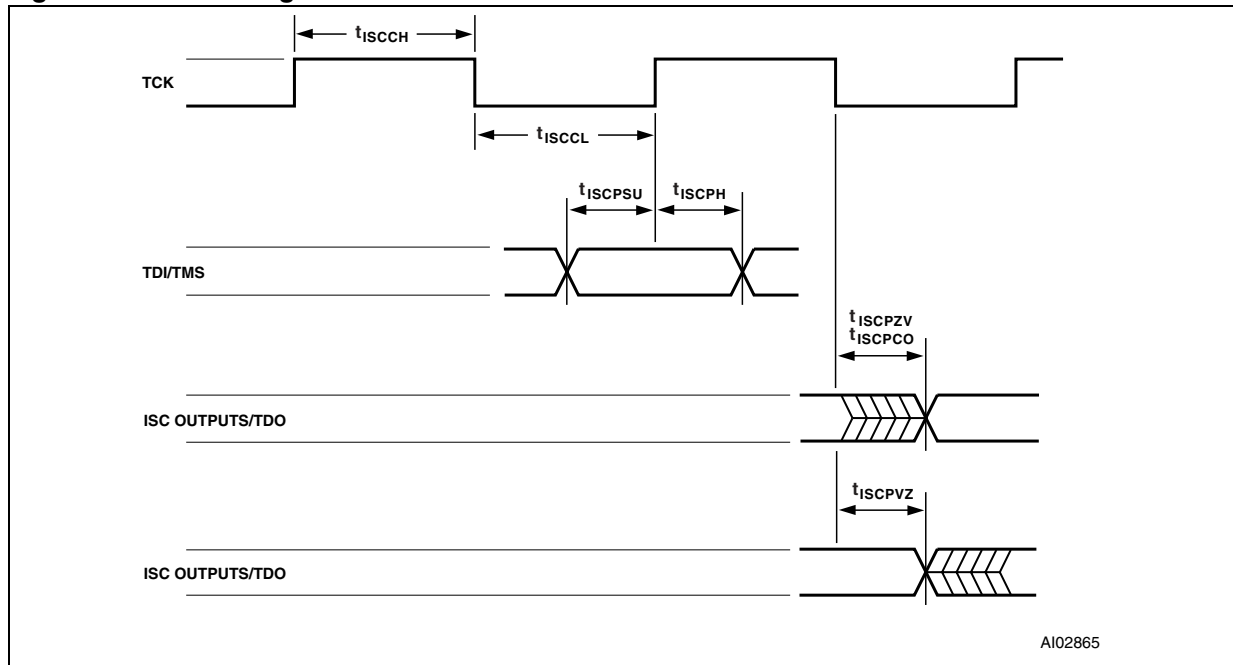 tISCCH
TCK
tISCCL
tISCPSU
tISCPH
TDI/TMS
tISCPZV
tISCPCO
ISC OUTPUTS/TDO
tISCPVZ
ISC OUTPUTS/TDO
AI02865